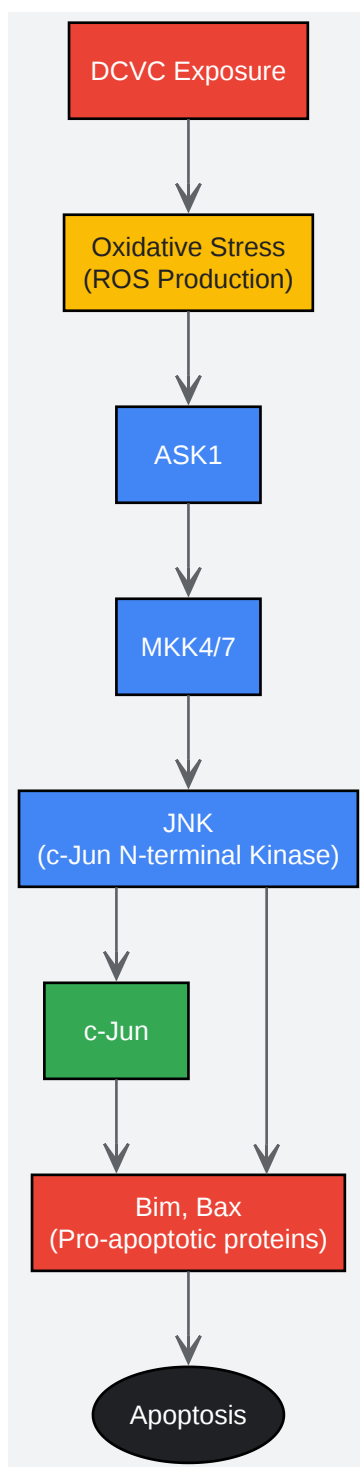 DCVC Exposure
Oxidative Stress
(ROS Production)
ASK1
MKK4/7
JNK
(c-Jun N-terminal Kinase)
c-Jun
Bim, Bax
(Pro-apoptotic proteins)
Apoptosis